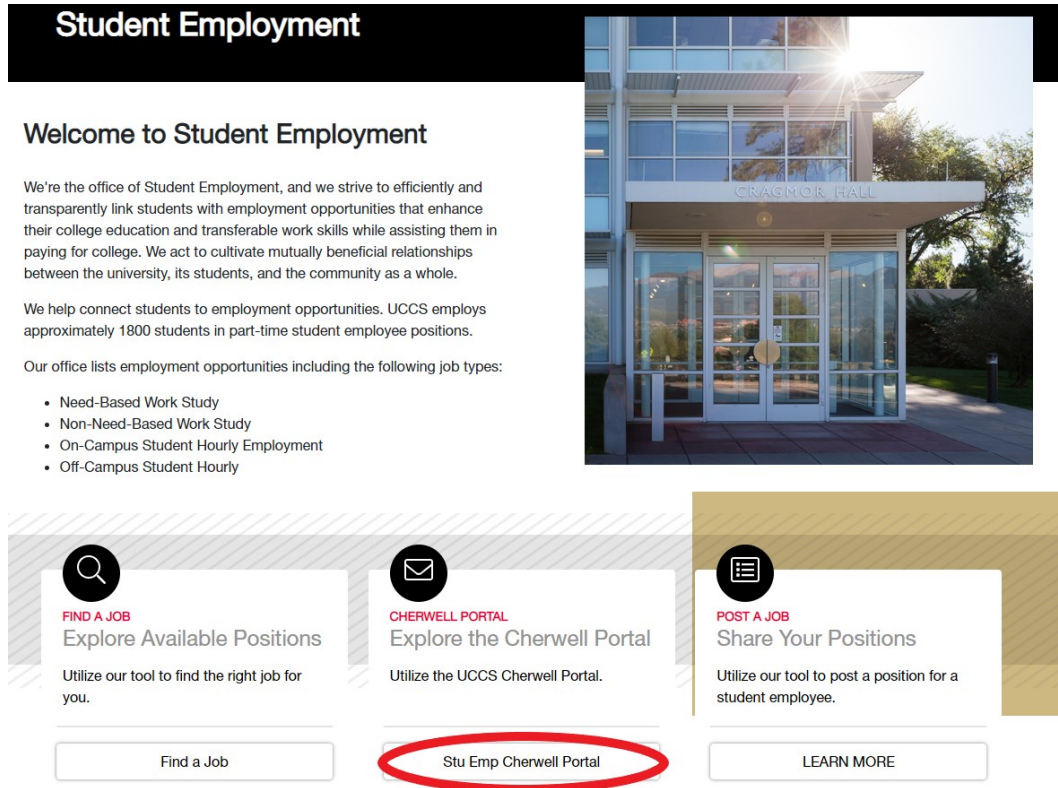 Student Employment
Welcome to Student Employment
We're the office of Student Employment, and we strive to efficiently and
transparently link students with employment opportunities that enhance
their college education and transferable work skills while assisting them in
paying for college. We act to cultivate mutually beneficial relationships
between the university, its students, and the community as a whole.
We help connect students to employment opportunities. UCCS employs
approximately 1800 students in part-time student employee positions.
Our office lists employment opportunities including the following job types:
• Need-Based Work Study
• Non-Need-Based Work Study
• On-Campus Student Hourly Employment
• Off-Campus Student Hourly
CRAGMOR HALL
FIND A JOB
Explore Available Positions
Utilize our tool to find the right job for
you.
Find a Job
CHERWELL PORTAL
Explore the Cherwell Portal
Utilize the UCCS Cherwell Portal.
Stu Emp Cherwell Portal
POST A JOB
Share Your Positions
Utilize our tool to post a position for a
student employee.
LEARN MORE